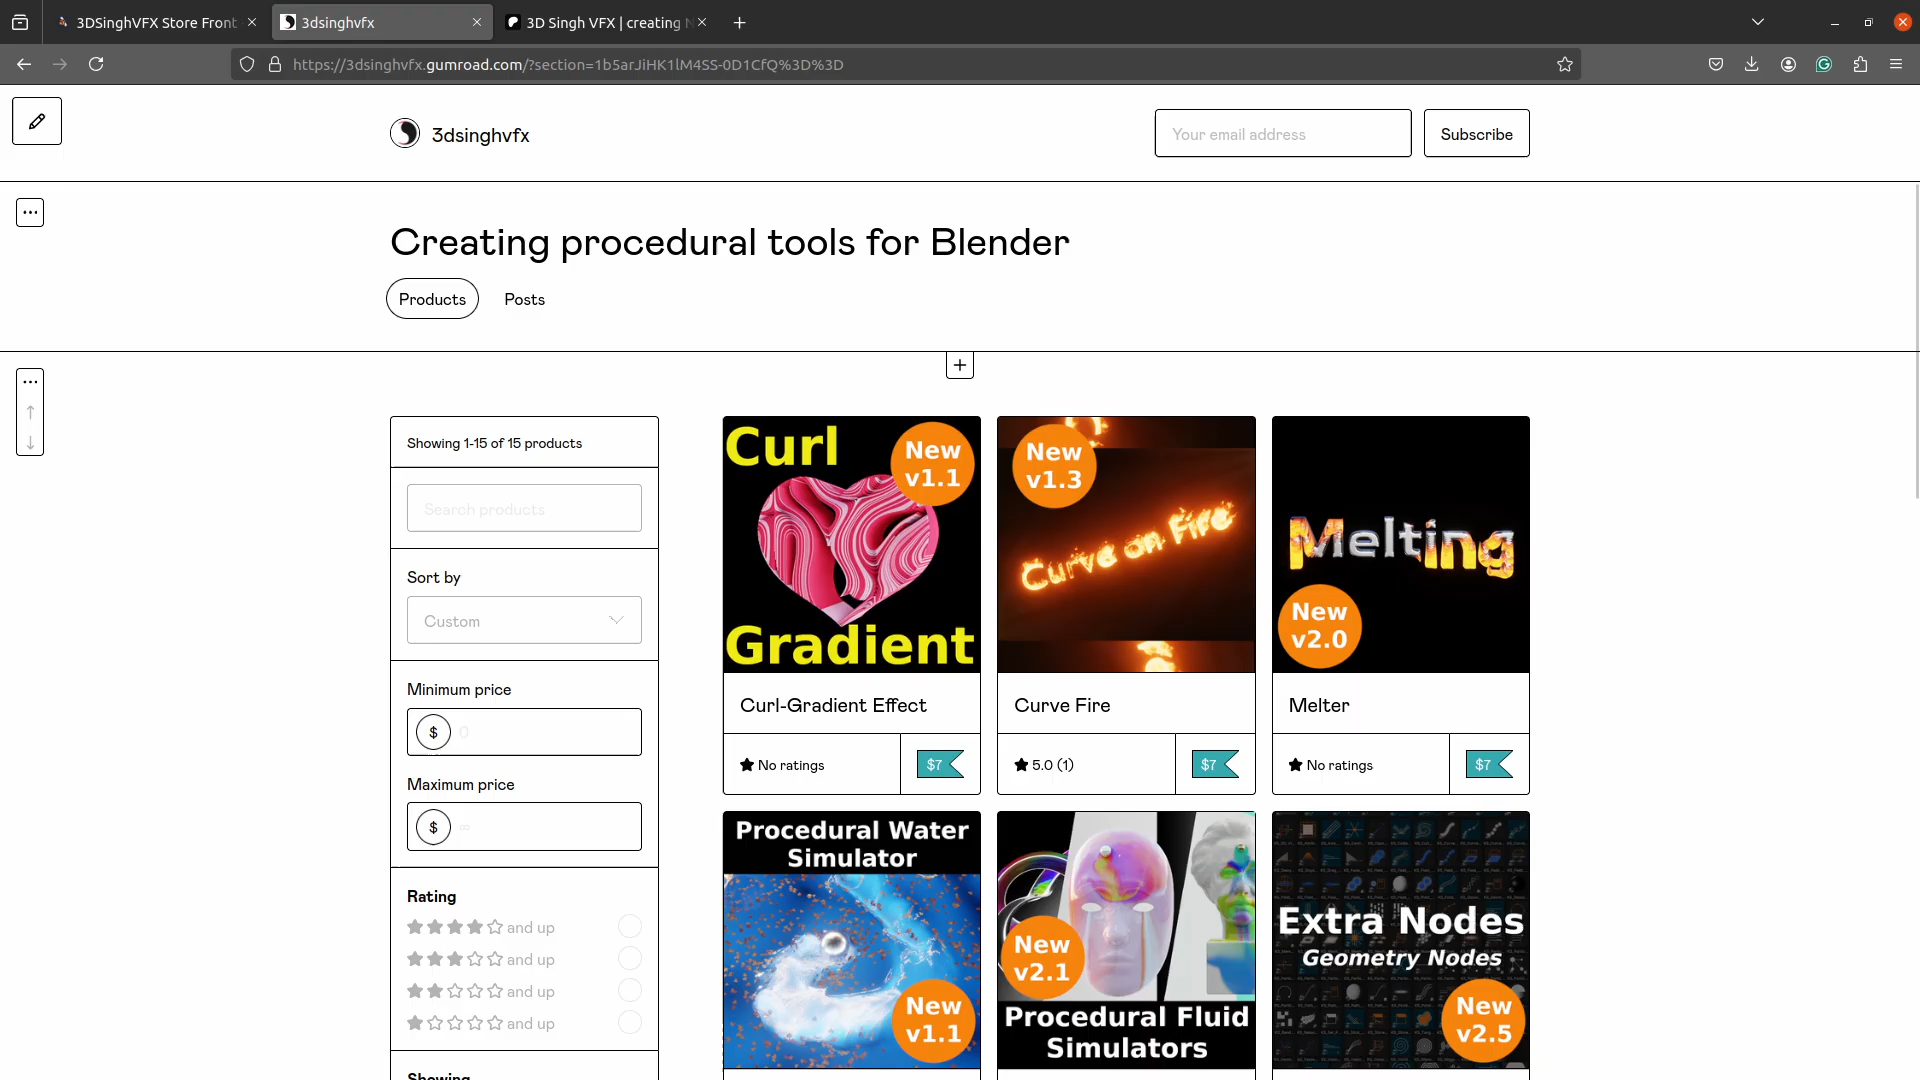 3DSinghVFX Store Front
3dsinghvfx
3D Singh VFX | creating
https://3dsinghvfx.gumroad.com/?section=1b5arJiHK1lM4SS-0D1CfQ%3D%3D
3dsinghvfx
Your email address
Subscribe
Creating procedural tools for Blender
Products
Posts
Showing 1-15 of 15 products
Search products
Sort by
Custom
Minimum price
$ 0
Maximum price
$ ∞
Rating
and up
and up
and up
and up
Showing
Curl
New
v1.1
Gradient
Curl-Gradient Effect
No ratings
$7
New
v1.3
Curve on Fire
Curve Fire
5.0 (1)
$7
Melting
New
v2.0
Melter
No ratings
$7
Procedural Water
Simulator
New
v1.1
New
v2.1
Procedural Fluid
Simulators
Extra Nodes
Geometry Nodes
New
v2.5